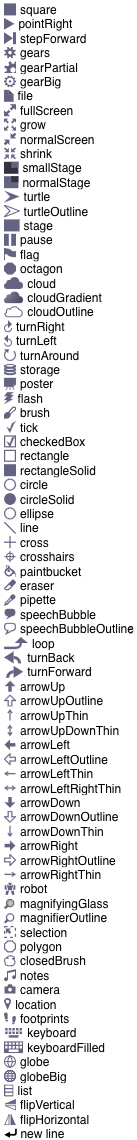 square
pointRight
stepForward
gears
gearPartial
gearBig
file
fullScreen
grow
normalScreen
shrink
smallStage
normalStage
turtle
turtleOutline
stage
pause
flag
octagon
cloud
cloudGradient
cloudOutline
turnRight
turnLeft
turnAround
storage
poster
flash
brush
tick
checkedBox
rectangle
rectangleSolid
circle
circleSolid
ellipse
line
cross
crosshairs
paintbucket
eraser
pipette
speechBubble
speechBubbleOutline
loop
turnBack
turnForward
arrowUp
arrowUpOutline
arrowUpThin
arrowUpDownThin
arrowLeft
arrowLeftOutline
arrowLeftThin
arrowLeftRightThin
arrowDown
arrowDownOutline
arrowDownThin
arrowRight
arrowRightOutline
arrowRightThin
robot
magnifyingGlass
magnifierOutline
selection
polygon
closedBrush
notes
camera
location
footprints
keyboard
keyboardFilled
globe
globeBig
list
flipVertical
flipHorizontal
new line